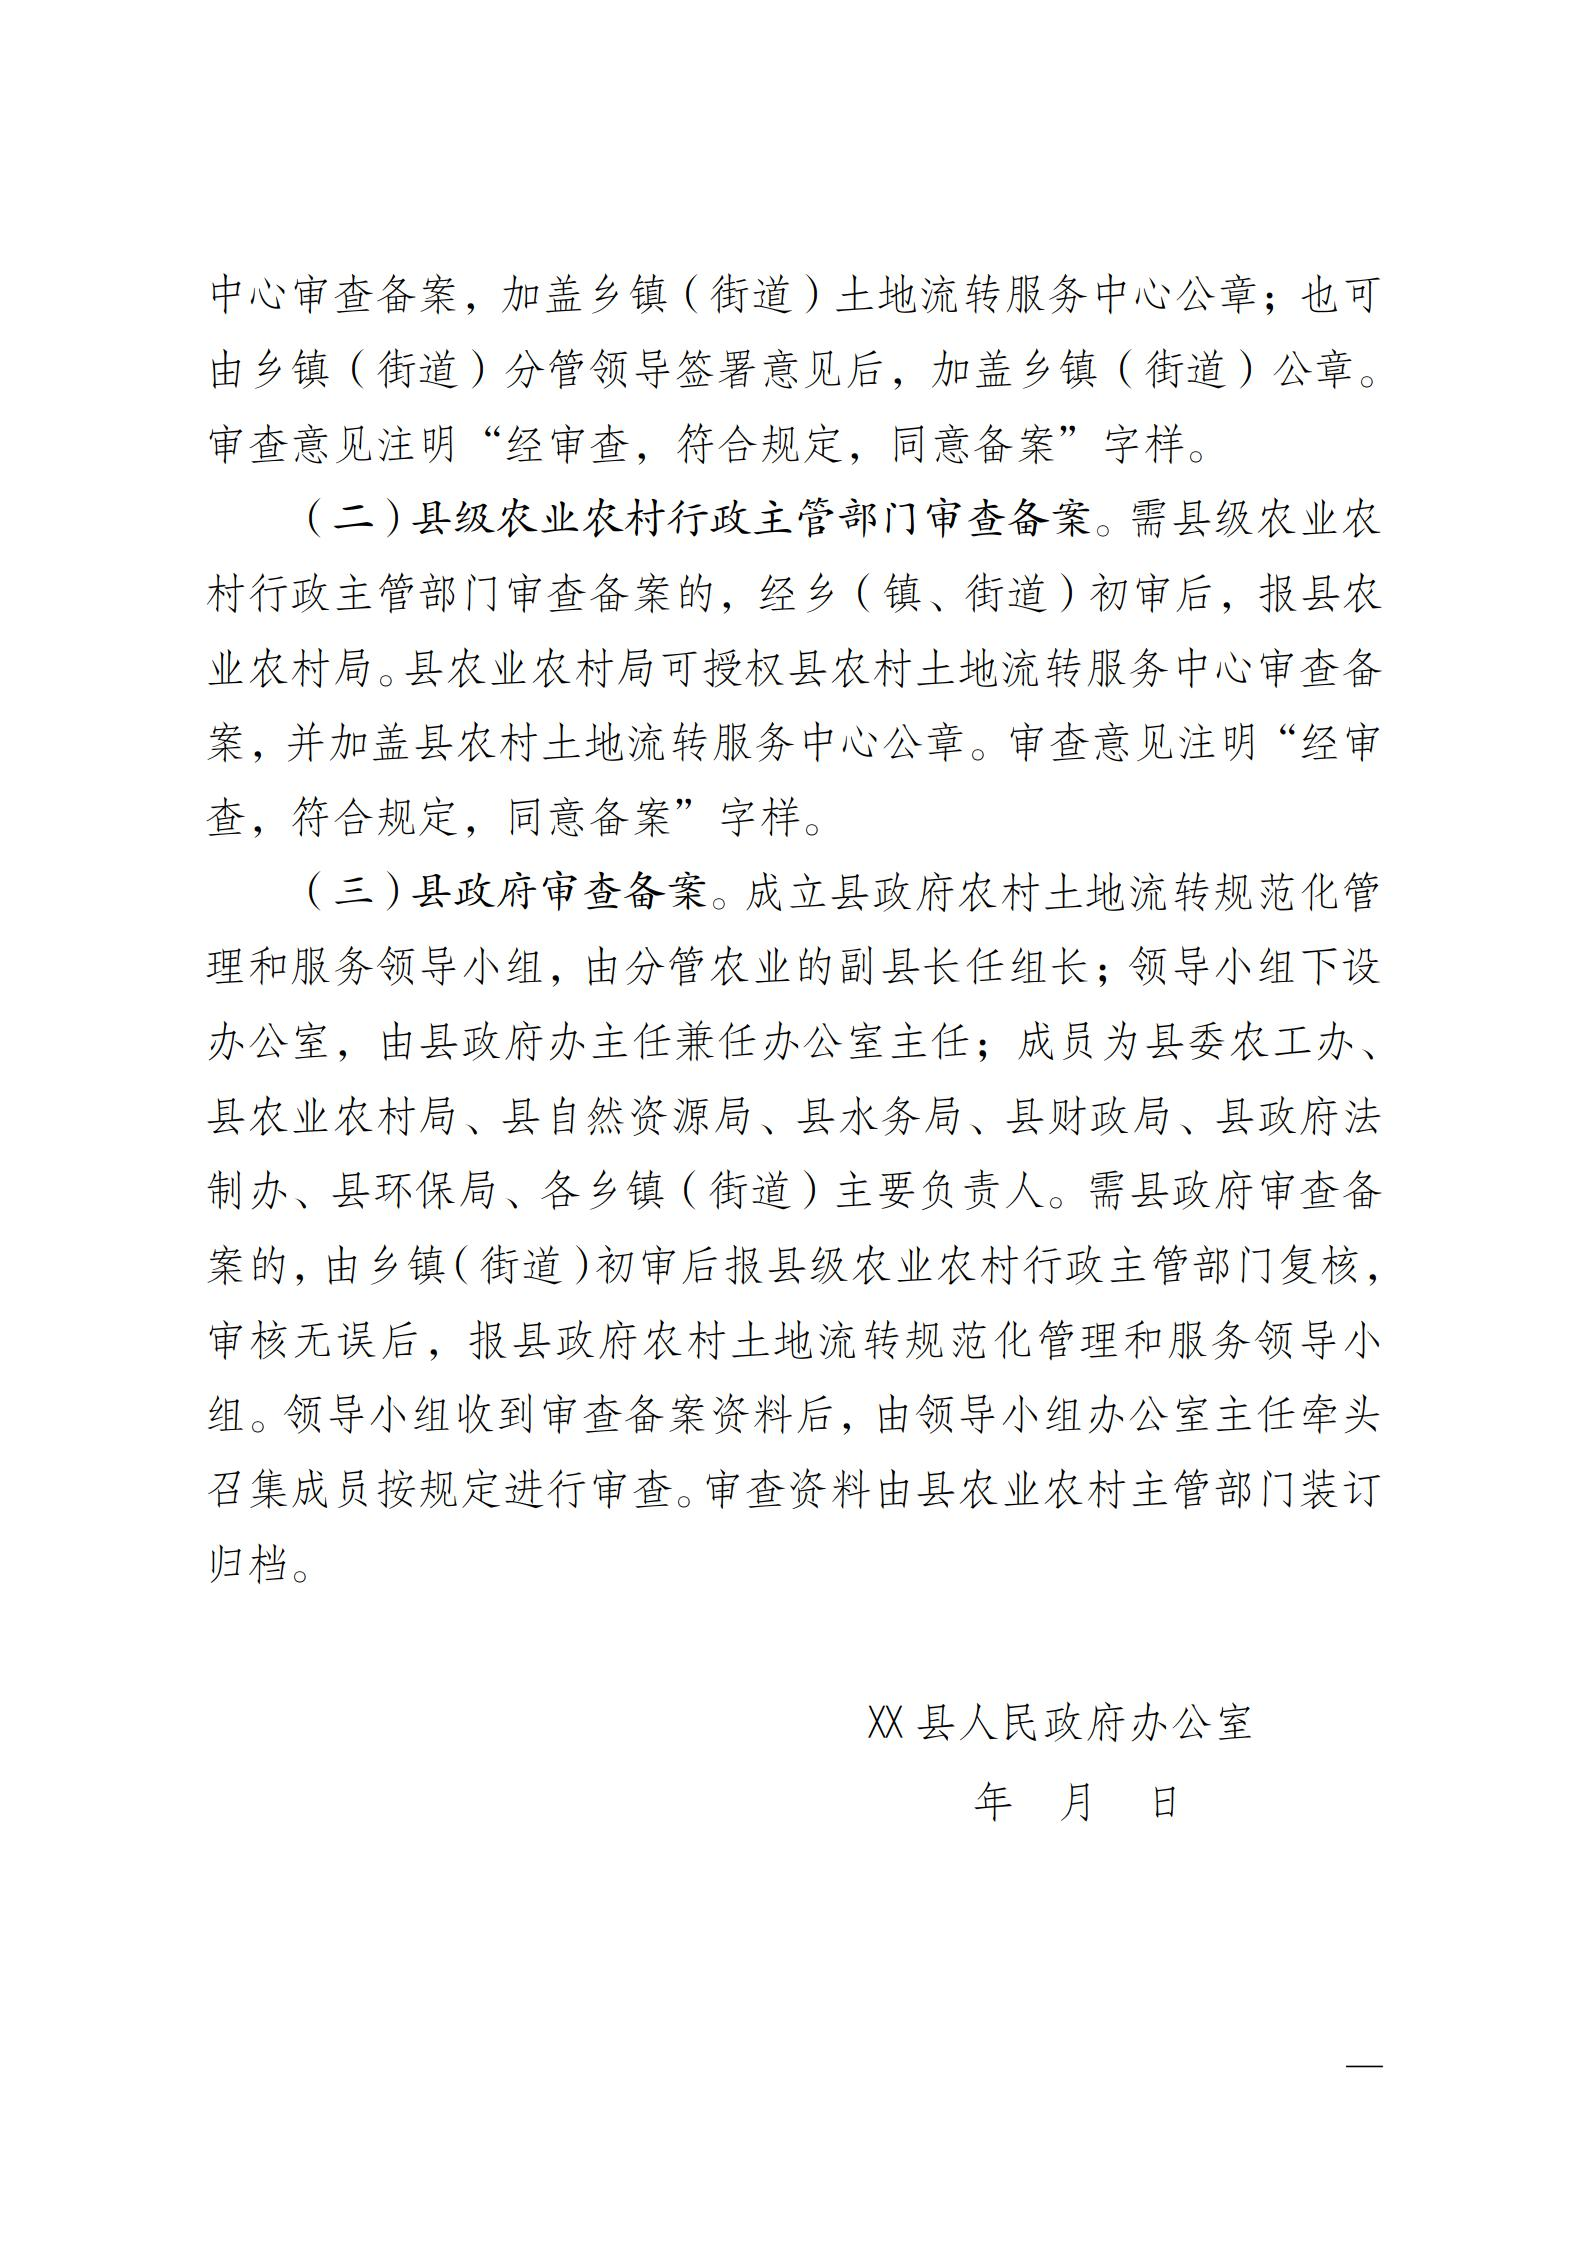 中心审查备案，加盖乡镇（街道）土地流转服务中心公章；也可
由乡镇（街道）分管领导签署意见后，加盖乡镇（街道）公章。
审查意见注明“经审查，符合规定，同意备案”字样。
（二）县级农业农村行政主管部门审查备案。需县级农业农
村行政主管部门审查备案的，经乡（镇、街道）初审后，报县农
业农村局。县农业农村局可授权县农村土地流转服务中心审查备
案，并加盖县农村土地流转服务中心公章。审查意见注明“经审
查，符合规定，同意备案”字样。
（三）县政府审查备案。成立县政府农村土地流转规范化管
理和服务领导小组，由分管农业的副县长任组长；领导小组下设
办公室，由县政府办主任兼任办公室主任；成员为县委农工办、
县农业农村局、县自然资源局、县水务局、县财政局、县政府法
制办、县环保局、各乡镇（街道）主要负责人。需县政府审查备
案的，由乡镇（街道）初审后报县级农业农村行政主管部门复核，
审核无误后，报县政府农村土地流转规范化管理和服务领导小
组。领导小组收到审查备案资料后，由领导小组办公室主任牵头
召集成员按规定进行审查。审查资料由县农业农村主管部门装订
归档。
XX 县人民政府办公室
年 月 日
—